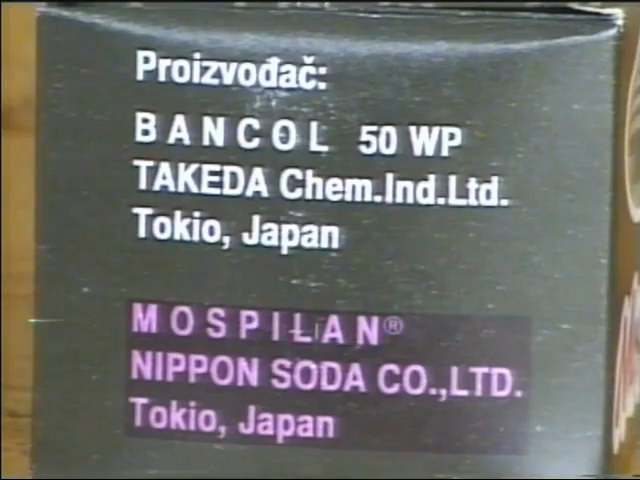 Proizvođač:
BANCOL 50 WP
TAKEDA Chem.Ind.Ltd.
Tokio, Japan
MOSPILAN®
NIPPON SODA CO.,LTD.
Tokio, Japan